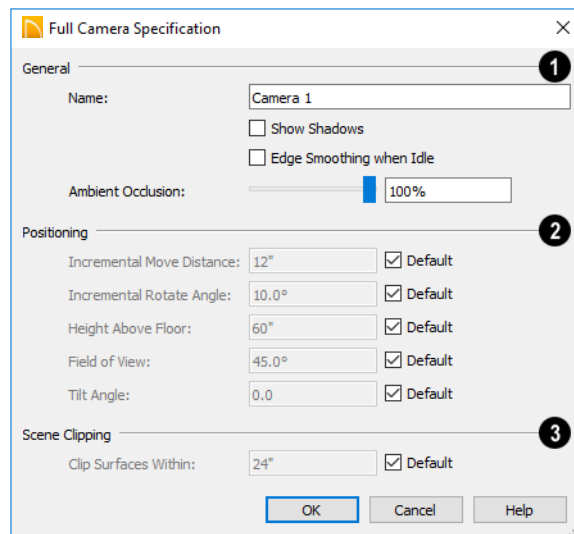 Full Camera Specification
General 1
Name: Camera 1
Show Shadows
Edge Smoothing when Idle
Ambient Occlusion: 100%
Positioning 2
Incremental Move Distance: 12" Default
Incremental Rotate Angle: 10.0° Default
Height Above Floor: 60" Default
Field of View: 45.0° Default
Tilt Angle: 0.0 Default
Scene Clipping 3
Clip Surfaces Within: 24" Default
OK Cancel Help